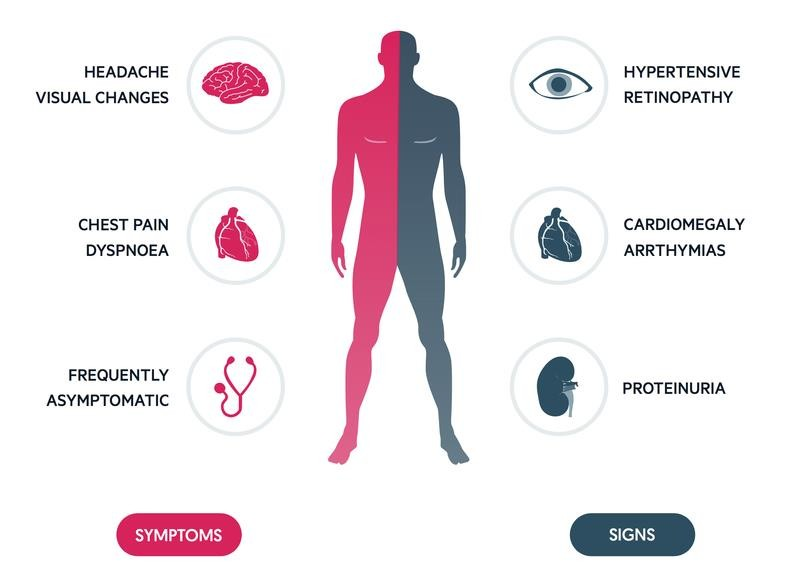 HEADACHE
VISUAL CHANGES
HYPERTENSIVE
RETINOPATHY
CHEST PAIN
DYSPNOEA
CARDIOMEGALY
ARRTHYMIAS
FREQUENTLY
ASYMPTOMATIC
PROTEINURIA
SYMPTOMS
SIGNS